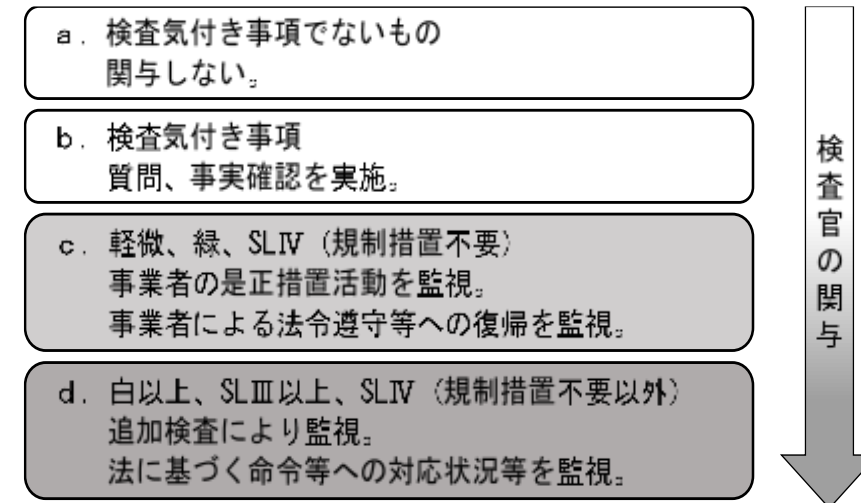 a. 検査気付き事項でないもの
関与しない。
b. 検査気付き事項
質問、事実確認を実施。
c. 軽微、緑、SLⅣ（規制措置不要）
事業者の是正措置活動を監視。
事業者による法令遵守等への復帰を監視。
d. 白以上、SLⅢ以上、SLⅣ（規制措置不要以外）
追加検査により監視。
法に基づく命令等への対応状況等を監視。
検査官の関与